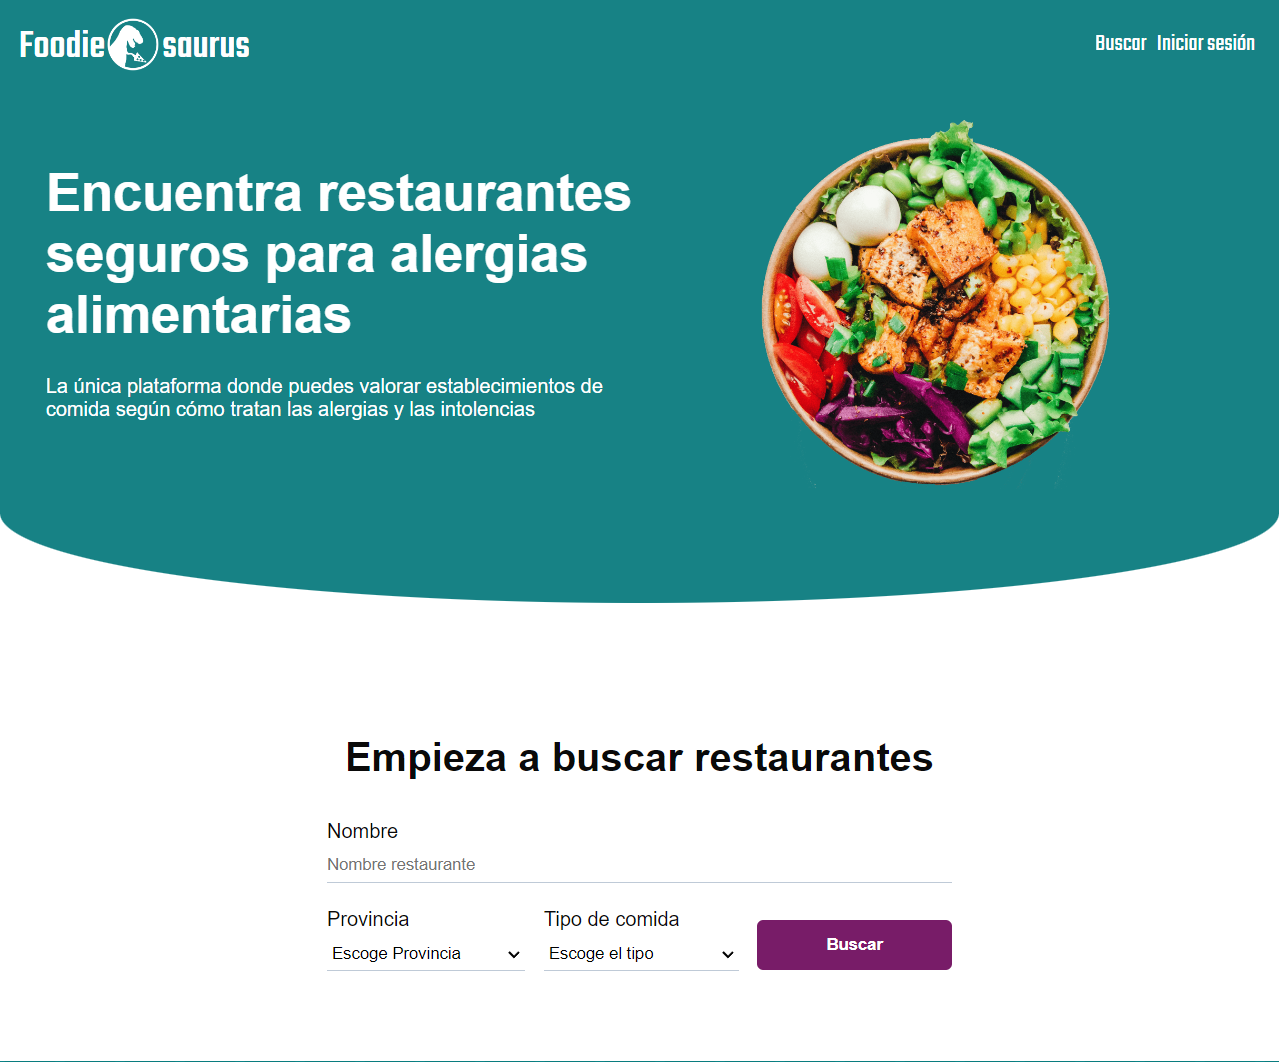 Foodie saurus
Buscar Iniciar sesión
Encuentra restaurantes
seguros para alergias
alimentarias
La única plataforma donde puedes valorar establecimientos de
comida según cómo tratan las alergias y las intolencias
Empieza a buscar restaurantes
Nombre
Nombre restaurante
Provincia Tipo de comida
Escoge Provincia Escoge el tipo Buscar